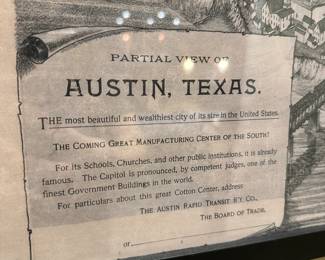 PARTIAL VIEW OF
AUSTIN, TEXAS.
THE most beautiful and wealthiest city of its size in the United States.
THE COMING GREAT MANUFACTURING CENTER OF THE SOUTH!
For its Schools, Churches, and other public institutions, it is already
famous. The Capitol is pronounced, by competent judges, one of the
finest Government Buildings in the world.
For particulars about this great Cotton Center, address
THE AUSTIN RAPID TRANSIT R'Y CO.,
THE BOARD OF TRADE,
or